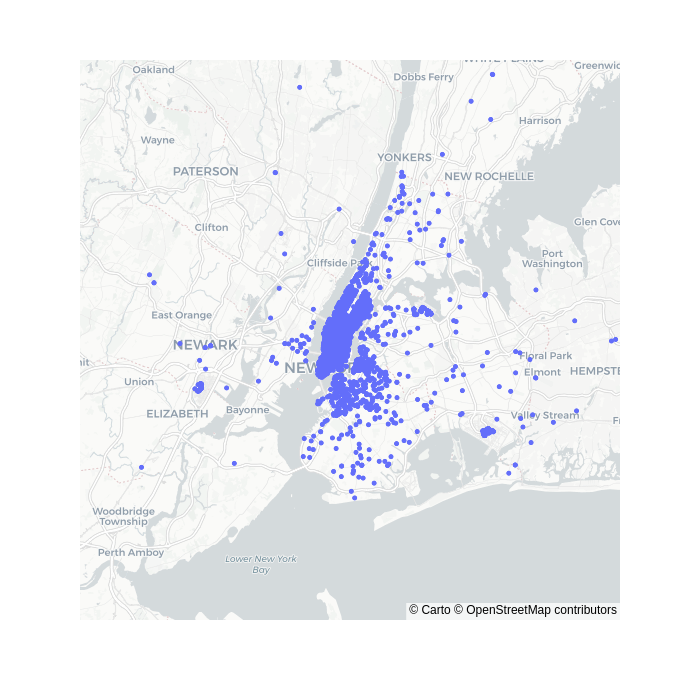 WHITE PLAINS
Greenwic
Oakland
Dobbs Ferry
Harrison
Wayne
YONKERS
PATERSON
NEW ROCHELLE
Clifton
Glen Cove
Cliffside Park
Port
Washington
East Orange
NEWARK
Floral Park
NEW
Elmont
HEMPSTE
Union
ELIZABETH
Bayonne
Valley Stream
Woodbridge
Township
Perth Amboy
Lower New York
Bay
© Carto © OpenStreetMap contributors